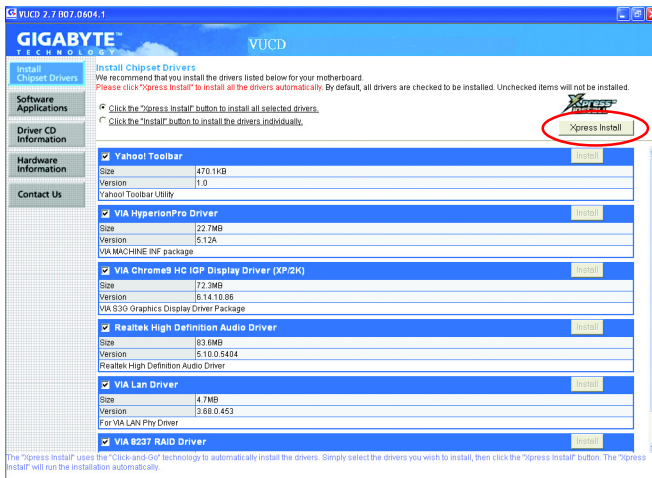 VUCD 2.7 B07.0604.1
GIGABYTE™
TECHNOLOGY
VUCD
Install
Chipset Drivers
Software
Applications
Driver CD
Information
Hardware
Information
Contact Us
Install Chipset Drivers
We recommend that you install the drivers listed below for your motherboard.
Please click "Xpress Install" to install all the drivers automatically. By default, all drivers are checked to be installed. Unchecked items will not be installed.
Click the "Xpress Install" button to install all selected drivers.
Click the "Install" button to install the drivers individually.
Xpress
Install
Xpress Install
Yahoo! Toolbar Install
Size 470.1KB
Version 1.0
Yahoo! Toolbar Utility
VIA HyperionPro Driver Install
Size 22.7MB
Version 5.12A
VIA MACHINE INF package
VIA Chrome9 HC IGP Display Driver (XP/2K) Install
Size 72.3MB
Version 6.14.10.86
VIA S3G Graphics Display Driver Package
Realtek High Definition Audio Driver Install
Size 83.6MB
Version 5.10.0.5404
Realtek High Definition Audio Driver
VIA Lan Driver Install
Size 4.7MB
Version 3.68.0.453
For VIA LAN Phy Driver
VIA 8237 RAID Driver Install
The "Xpress Install" uses the "Click-and-Go" technology to automatically install the drivers. Simply select the drivers you wish to install, then click the "Xpress Install" button. The "Xpress
Install" will run the installation automatically.